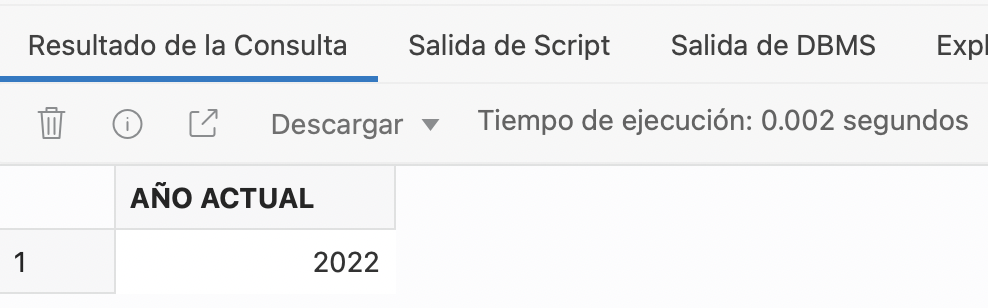 Resultado de la Consulta Salida de Script Salida de DBMS Expl
Descargar Tiempo de ejecución: 0.002 segundos
AÑO ACTUAL
1 2022